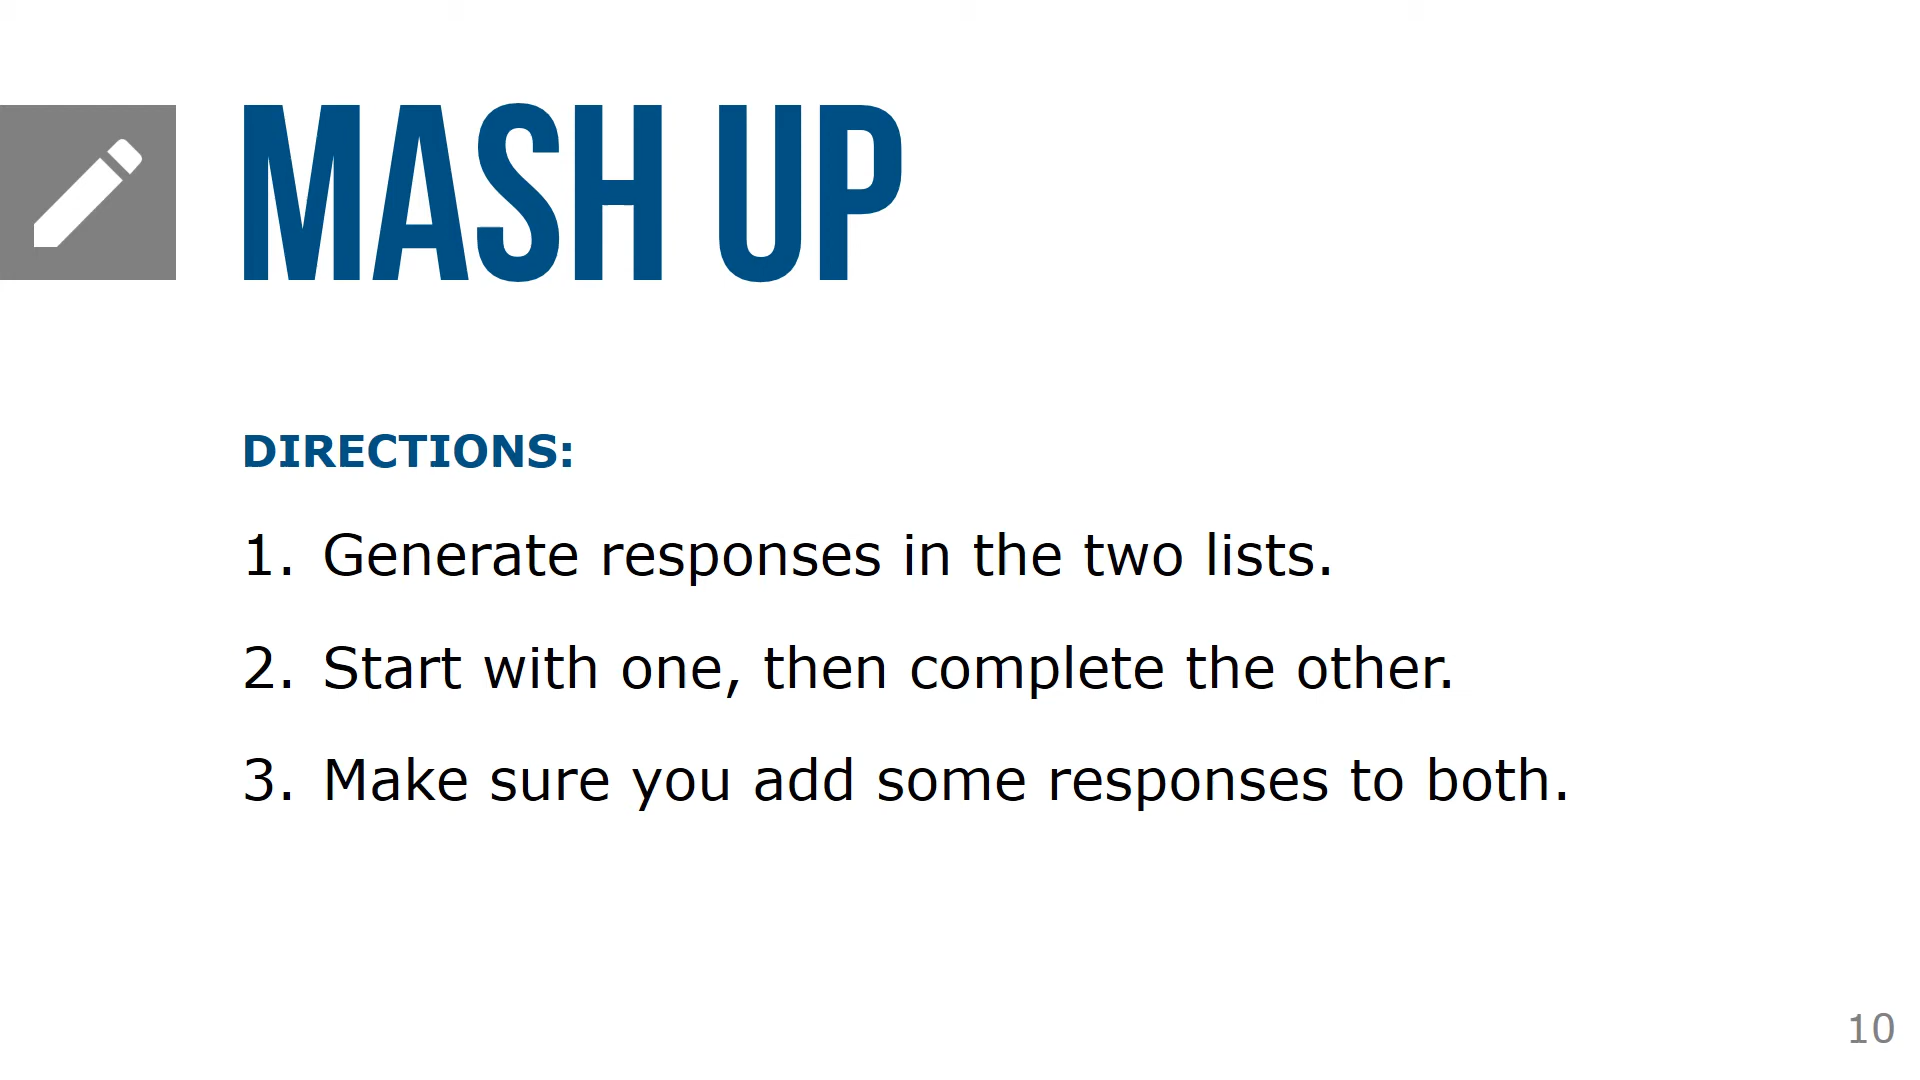 MASH UP
DIRECTIONS:
1. Generate responses in the two lists.
2. Start with one, then complete the other.
3. Make sure you add some responses to both.
10